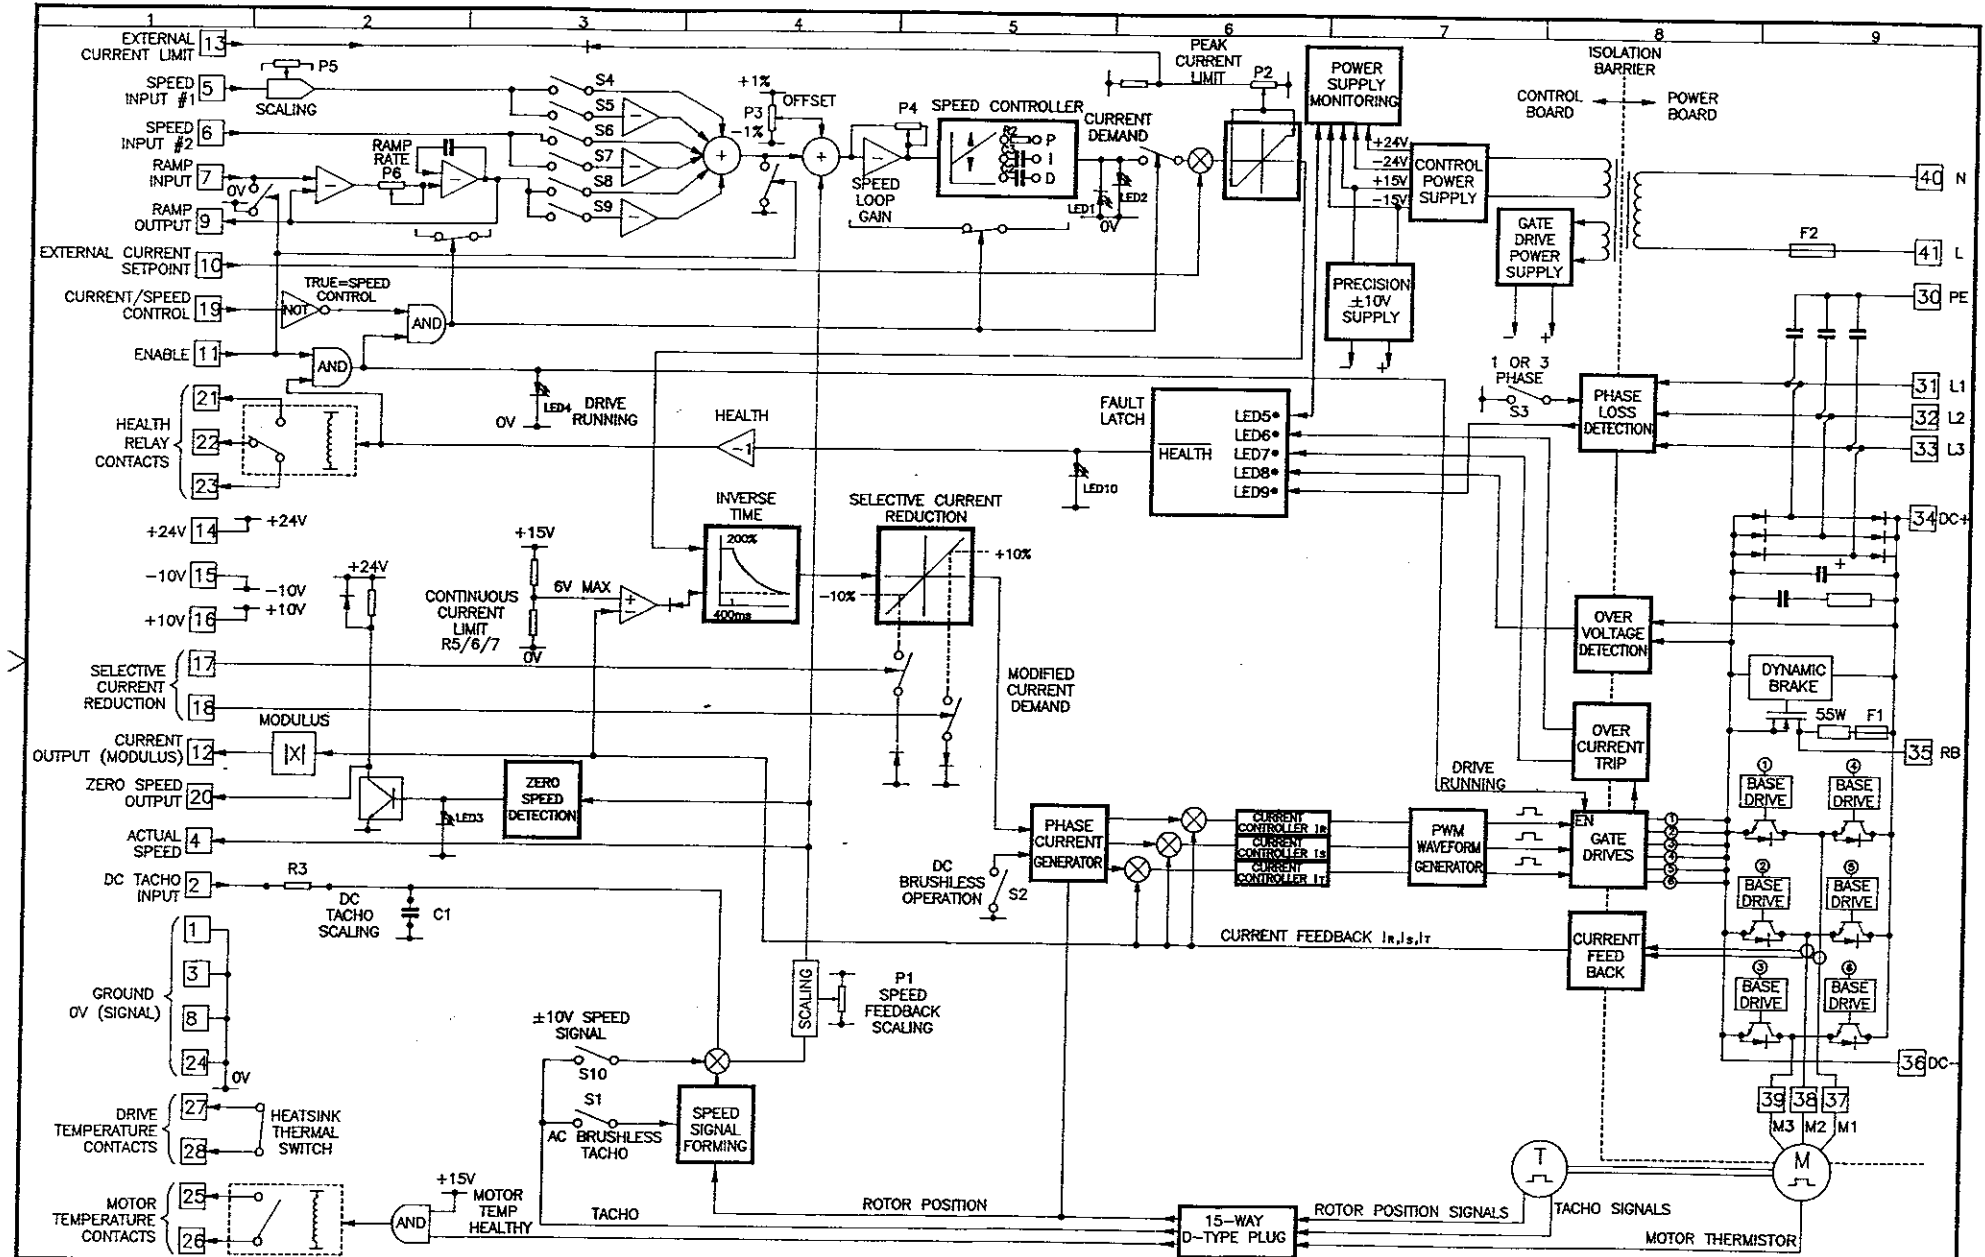 1 2 3 4 5 6 7 8 9
EXTERNAL
CURRENT LIMIT
13
SPEED
INPUT #1
5
P5
SCALING
SPEED
INPUT #2
6
RAMP
INPUT
7
0V
RAMP
RATE
P6
RAMP
OUTPUT
9
EXTERNAL CURRENT
SETPOINT
10
CURRENT/SPEED
CONTROL
19
TRUE=SPEED
CONTROL
NOT
AND
ENABLE
11
AND
S4
S5
S6
S7
S8
S9
+
+1%
P3
-1%
OFFSET
+
P4
SPEED
LOOP
GAIN
SPEED CONTROLLER
R2
P
I
D
CURRENT
DEMAND
LED1
LED2
0V
PEAK
CURRENT
LIMIT
P2
POWER
SUPPLY
MONITORING
+24V
-24V
+15V
-15V
CONTROL
POWER
SUPPLY
PRECISION
±10V
SUPPLY
- +
ISOLATION
BARRIER
CONTROL
BOARD
POWER
BOARD
GATE
DRIVE
POWER
SUPPLY
- +
F2
40 N
41 L
30 PE
31 L1
32 L2
33 L3
1 OR 3
PHASE
S3
PHASE
LOSS
DETECTION
21
22
23
HEALTH
RELAY
CONTACTS
LED4
0V
DRIVE
RUNNING
HEALTH
-1
FAULT
LATCH
HEALTH
LED5
LED6
LED7
LED8
LED9
LED10
+24V 14 +24V
-10V 15 -10V
+10V 16 +10V
+24V
CONTINUOUS
CURRENT
LIMIT
R5/6/7
+15V
6V MAX
0V
+
-
INVERSE
TIME
200%
400ms
SELECTIVE CURRENT
REDUCTION
+10%
-10%
SELECTIVE
CURRENT
REDUCTION
17
18
MODIFIED
CURRENT
DEMAND
34 DC+
+
OVER
VOLTAGE
DETECTION
DYNAMIC
BRAKE
55W
F1
35 RB
OVER
CURRENT
TRIP
CURRENT
OUTPUT (MODULUS)
12
MODULUS
|X|
ZERO SPEED
OUTPUT
20
LED3
ZERO
SPEED
DETECTION
ACTUAL
SPEED
4
DC TACHO
INPUT
2
R3
DC
TACHO
SCALING
C1
PHASE
CURRENT
GENERATOR
DC
BRUSHLESS
OPERATION
S2
CURRENT
CONTROLLER IR
CURRENT
CONTROLLER IS
CURRENT
CONTROLLER IT
PWM
WAVEFORM
GENERATOR
DRIVE
RUNNING
EN
GATE
DRIVES
1
2
3
4
5
6
1
BASE
DRIVE
4
BASE
DRIVE
2
BASE
DRIVE
5
BASE
DRIVE
3
BASE
DRIVE
6
BASE
DRIVE
CURRENT FEEDBACK IR,IS,IT
CURRENT
FEED
BACK
36 DC-
GROUND
0V (SIGNAL)
1
3
8
24
0V
SCALING
P1
SPEED
FEEDBACK
SCALING
±10V SPEED
SIGNAL
S10
S1
AC BRUSHLESS
TACHO
SPEED
SIGNAL
FORMING
DRIVE
TEMPERATURE
CONTACTS
27
28
HEATSINK
THERMAL
SWITCH
MOTOR
TEMPERATURE
CONTACTS
25
26
AND
+15V
MOTOR
TEMP
HEALTHY
TACHO
ROTOR POSITION
15-WAY
D-TYPE PLUG
ROTOR POSITION SIGNALS
TACHO SIGNALS
MOTOR THERMISTOR
T
M
39 38 37
M3 M2 M1